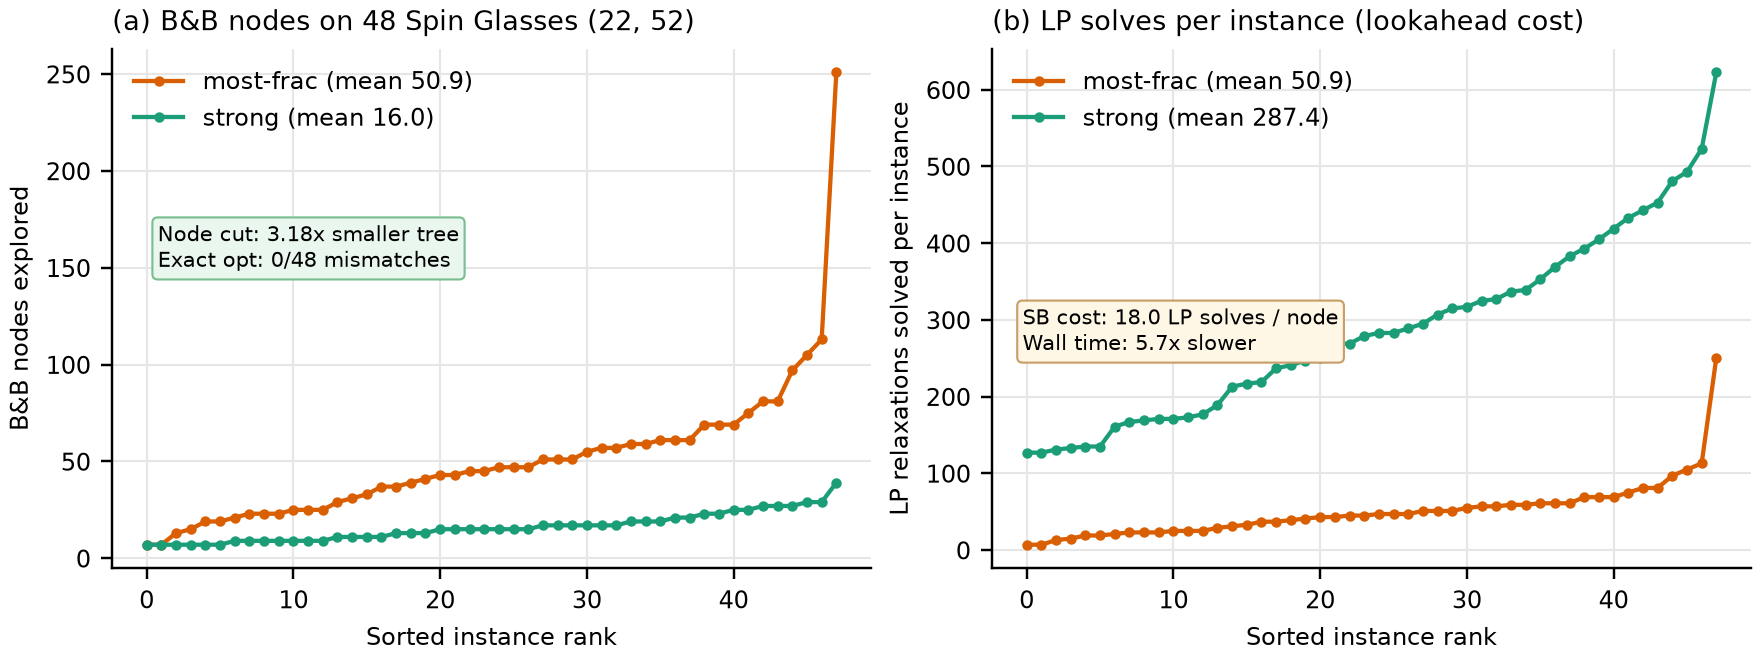 (a) B&B nodes on 48 Spin Glasses (22, 52)
B&B nodes explored
250
200
150
100
50
0
most-frac (mean 50.9)
strong (mean 16.0)
Node cut: 3.18x smaller tree
Exact opt: 0/48 mismatches
0 10 20 30 40
Sorted instance rank
(b) LP solves per instance (lookahead cost)
LP relaxations solved per instance
600
500
400
300
200
100
0
most-frac (mean 50.9)
strong (mean 287.4)
SB cost: 18.0 LP solves / node
Wall time: 5.7x slower
0 10 20 30 40
Sorted instance rank